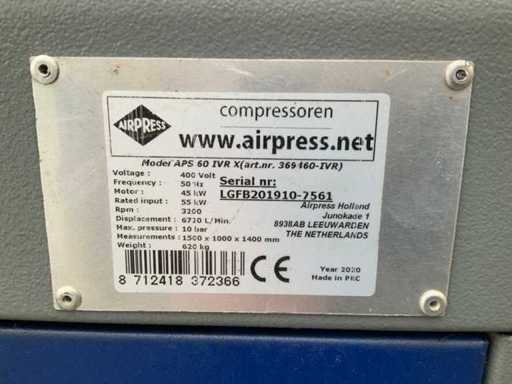 AIRPRESS
compressoren
www.airpress.net
Model APS 60 IVR X(art.nr. 369460-IVR)
Voltage : 400 Volt
Frequency : 50 Hz
Motor : 45 kW
Rated input : 55 kW
Rpm : 3200
Displacement : 6720 L/Min.
Max. pressure : 10 bar
Measurements : 1500 x 1000 x 1400 mm
Weight : 620 kg
Serial nr:
LGFB201910-7561
Airpress Holland
Junokade 1
8938AB LEEUWARDEN
THE NETHERLANDS
8 712418 372366
CE
Year 2020
Made in PRC